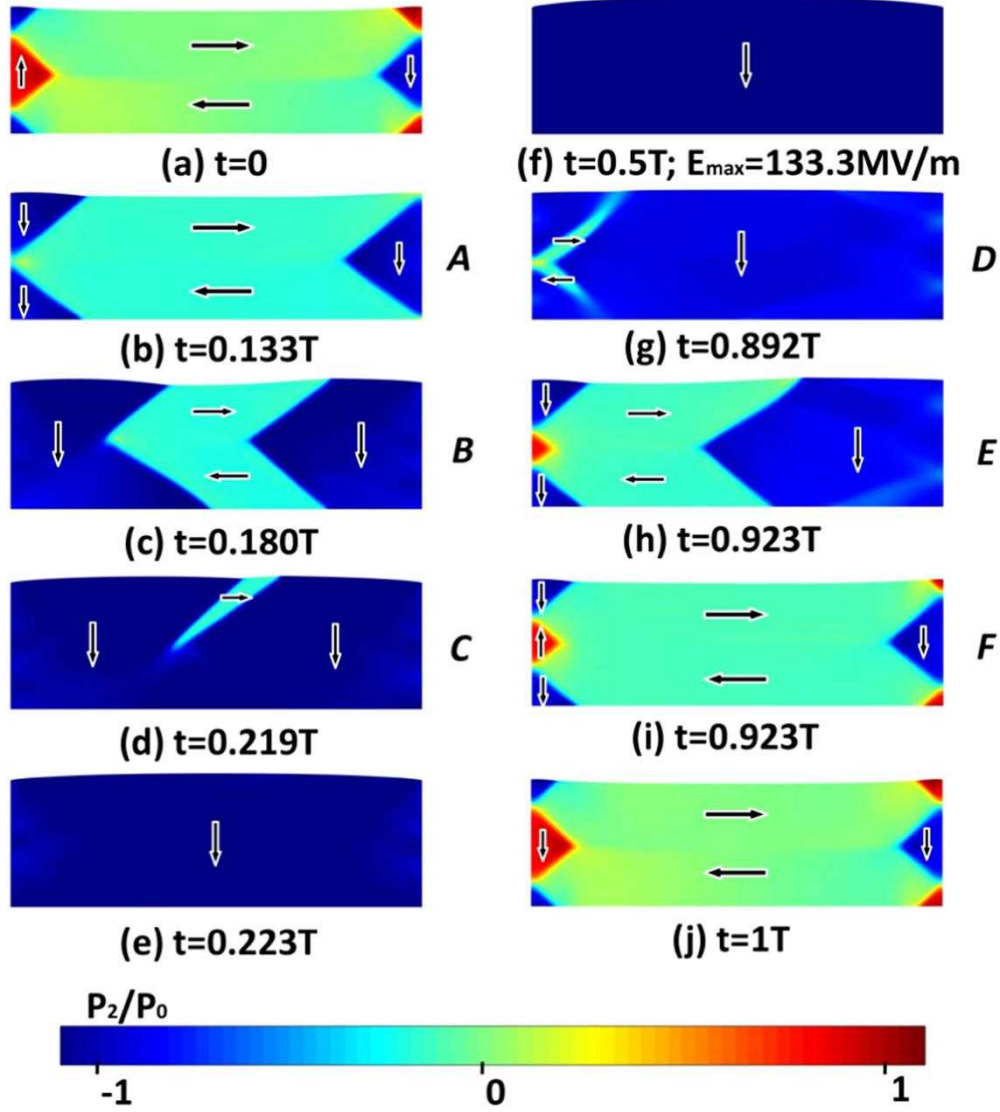 (a) t=0
(f) t=0.5T; Emax=133.3MV/m
A
D
(b) t=0.133T
(g) t=0.892T
B
E
(c) t=0.180T
(h) t=0.923T
C
F
(d) t=0.219T
(i) t=0.923T
(e) t=0.223T
(j) t=1T
P2/P0
-1 0 1